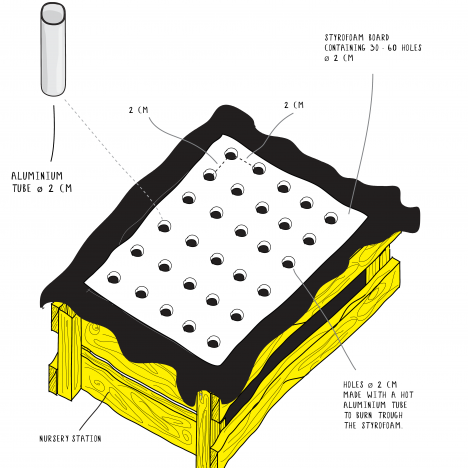 STYROFOAM BOARD
CONTAINING 30 - 60 HOLES
ø 2 CM
2 CM
2 CM
ALUMINIUM
TUBE ø 2 CM
HOLES ø 2 CM
MADE WITH A HOT
ALUMINIUM TUBE
TO BURN TROUGH
THE STYROFOAM.
NURSERY STATION